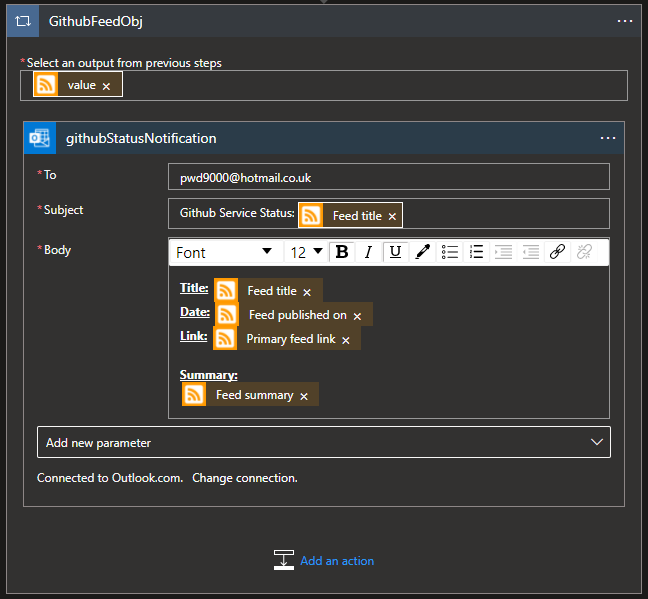 GithubFeedObj
*Select an output from previous steps
value
githubStatusNotification
*To
pwd9000@hotmail.co.uk
*Subject
Github Service Status: Feed title
*Body
Font 12 B I U
Title: Feed title
Date: Feed published on
Link: Primary feed link
Summary:
Feed summary
Add new parameter
Connected to Outlook.com. Change connection.
Add an action